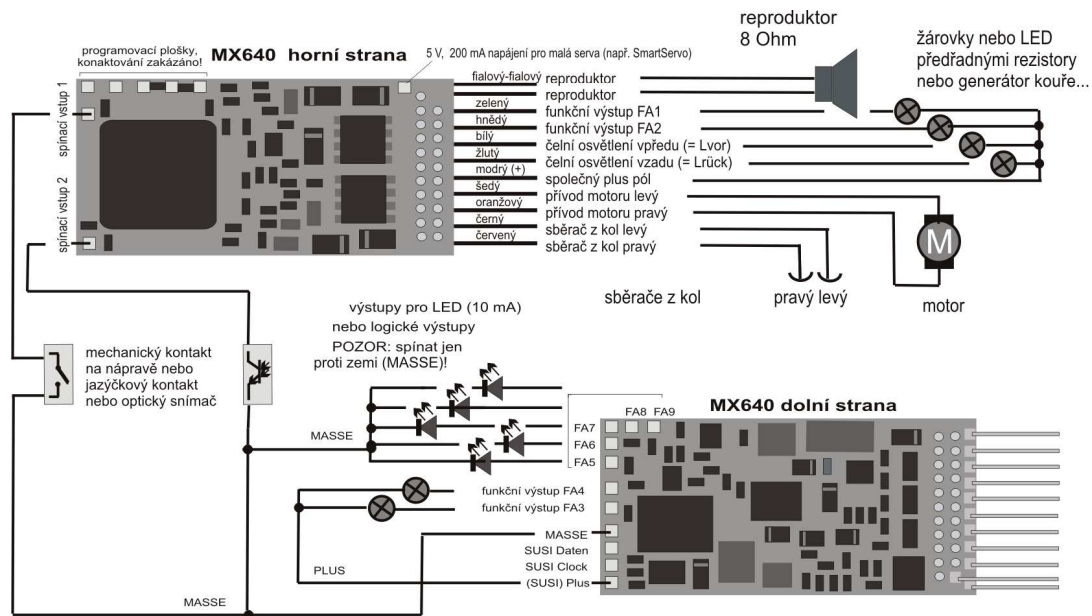 reproduktor
8 Ohm
programovací plošky,
konaktování zakázáno!
MX640 horní strana
5 V, 200 mA napájení pro malá serva (např. SmartServo)
žárovky nebo LED
předřadnými rezistory
nebo generátor kouře...
spínací vstup 1
spínací vstup 2
fialový-fialový reproduktor
reproduktor
zelený funkční výstup FA1
hnědý funkční výstup FA2
bílý čelní osvětlení vpředu (= Lvor)
žlutý čelní osvětlení vzadu (= Lrück)
modrý (+) společný plus pól
šedý přívod motoru levý
oranžový přívod motoru pravý
černý sběrač z kol levý
červený sběrač z kol pravý
M
motor
sběrače z kol
pravý levý
výstupy pro LED (10 mA)
nebo logické výstupy
POZOR: spínat jen
proti zemi (MASSE)!
mechanický kontakt
na nápravě nebo
jazýčkový kontakt
nebo optický snímač
MASSE
MX640 dolní strana
FA8 FA9
FA7
FA6
FA5
funkční výstup FA4
funkční výstup FA3
MASSE
SUSI Daten
SUSI Clock
(SUSI) Plus
PLUS
MASSE